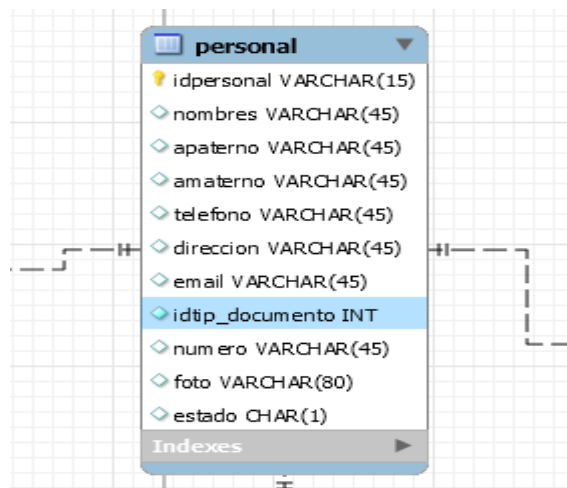 personal
idpersonal VARCHAR(15)
nombres VARCHAR(45)
apaterno VARCHAR(45)
amaterno VARCHAR(45)
telefono VARCHAR(45)
direccion VARCHAR(45)
email VARCHAR(45)
idtip_documento INT
numero VARCHAR(45)
foto VARCHAR(80)
estado CHAR(1)
Indexes